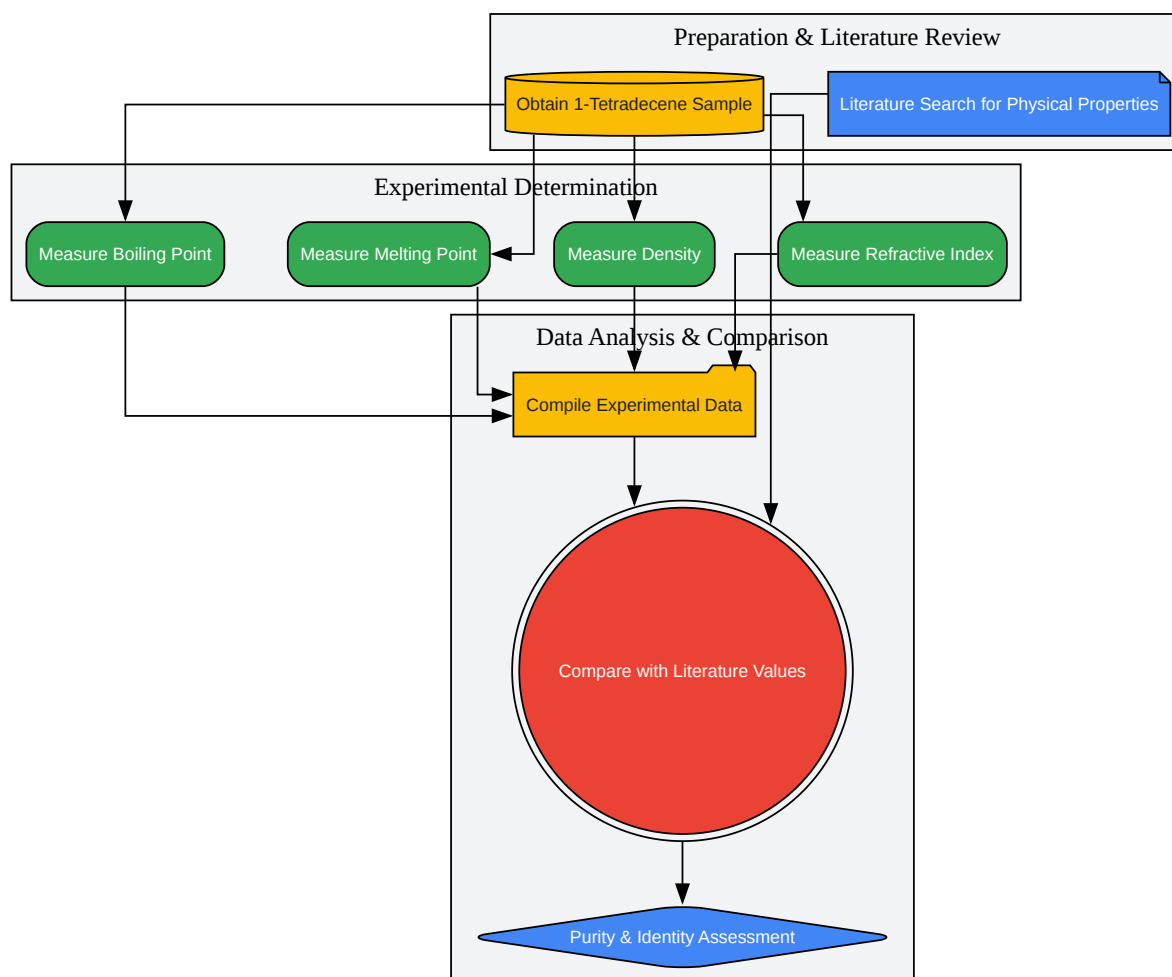 Preparation & Literature Review
Obtain 1-Tetradecene Sample
Literature Search for Physical Properties
Experimental Determination
Measure Boiling Point
Measure Melting Point
Measure Density
Measure Refractive Index
Data Analysis & Comparison
Compile Experimental Data
Compare with Literature Values
Purity & Identity Assessment